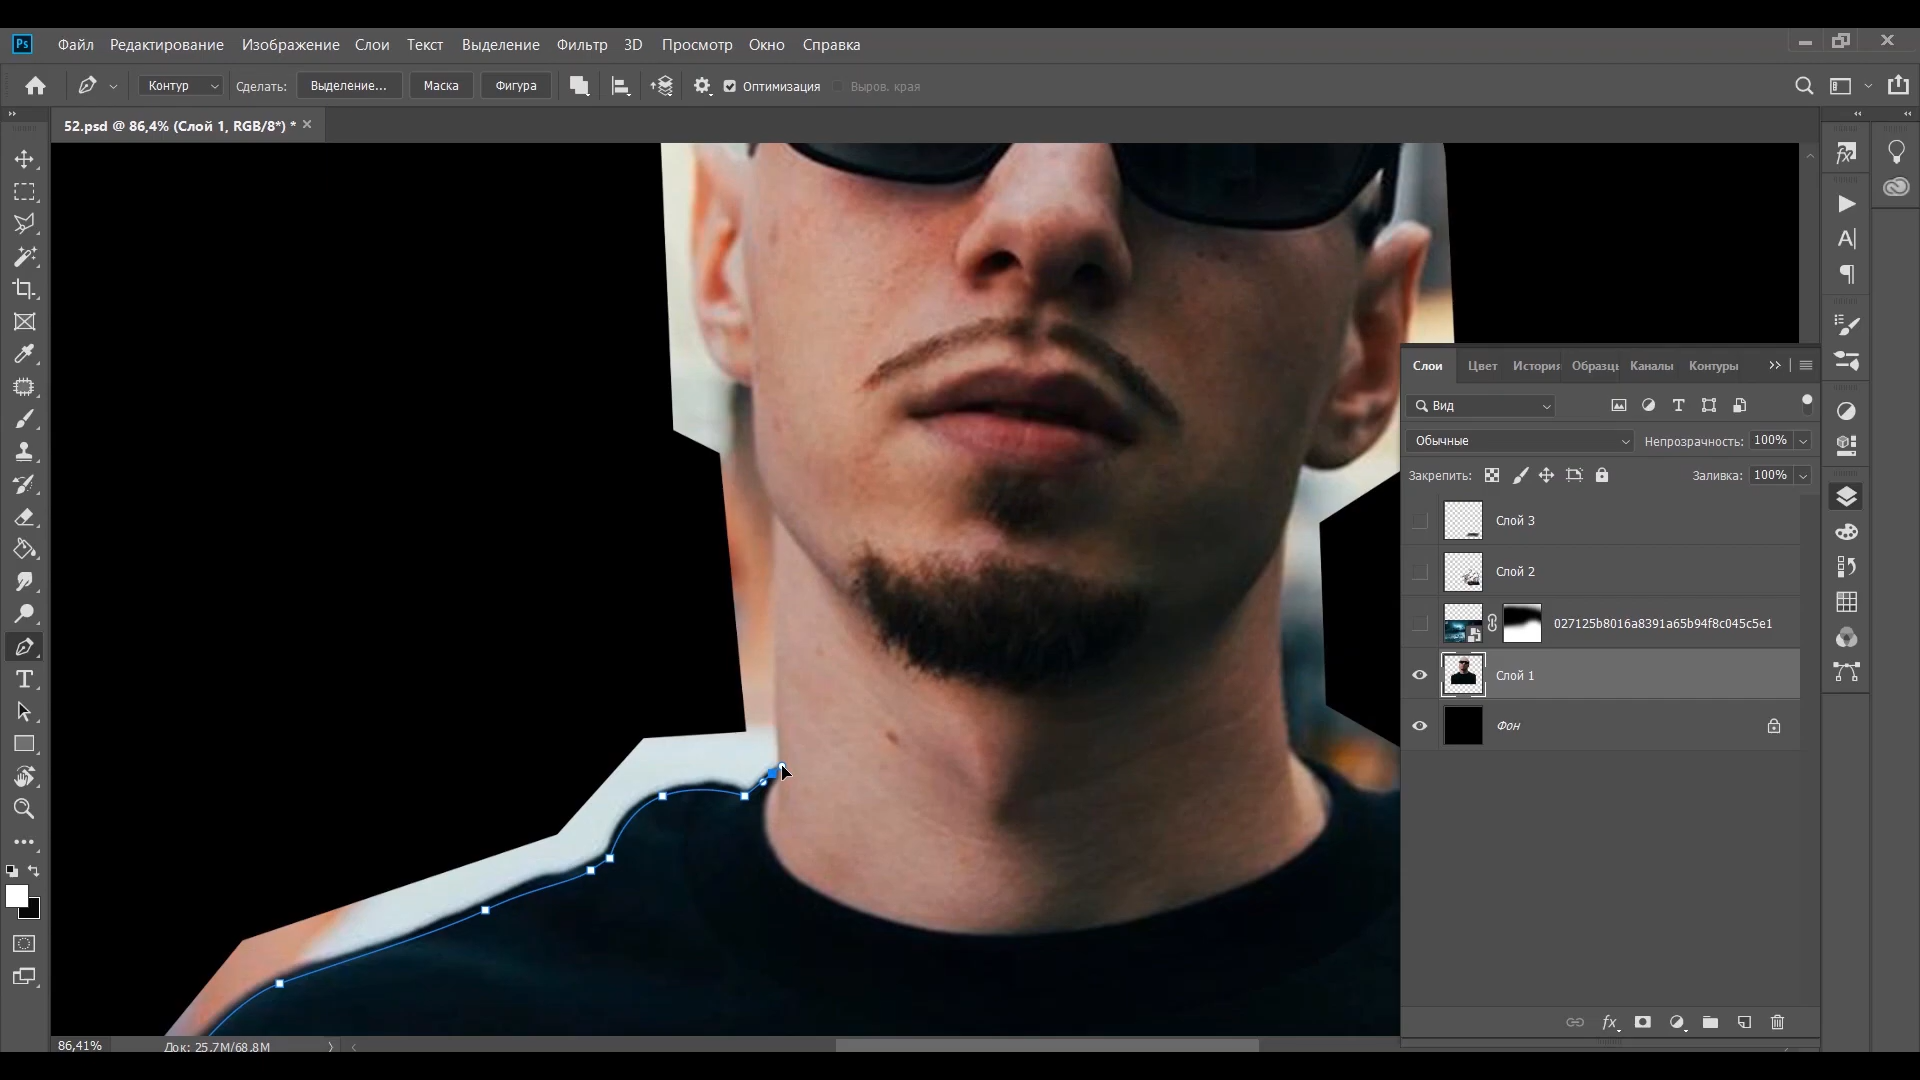 Ps Файл Редактирование Изображение Слои Текст Выделение Фильтр 3D Просмотр Окно Справка
Контур Сделать: Выделение... Маска Фигура Оптимизация Выров. края
52.psd @ 86,4% (Слой 1, RGB/8*) *
Слои Цвет История Образцы Каналы Контуры
Вид
Обычные Непрозрачность: 100%
Закрепить: Заливка: 100%
Слой 3
Слой 2
027125b8016a8391a65b94f8c045c5e1
Слой 1
Фон
86,41% Док: 25,7M/68,8M